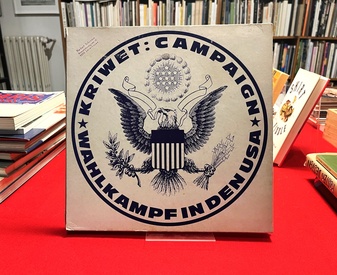 KRIWET: CAMPAIGN
★ WAHLKAMPF IN DEN USA ★